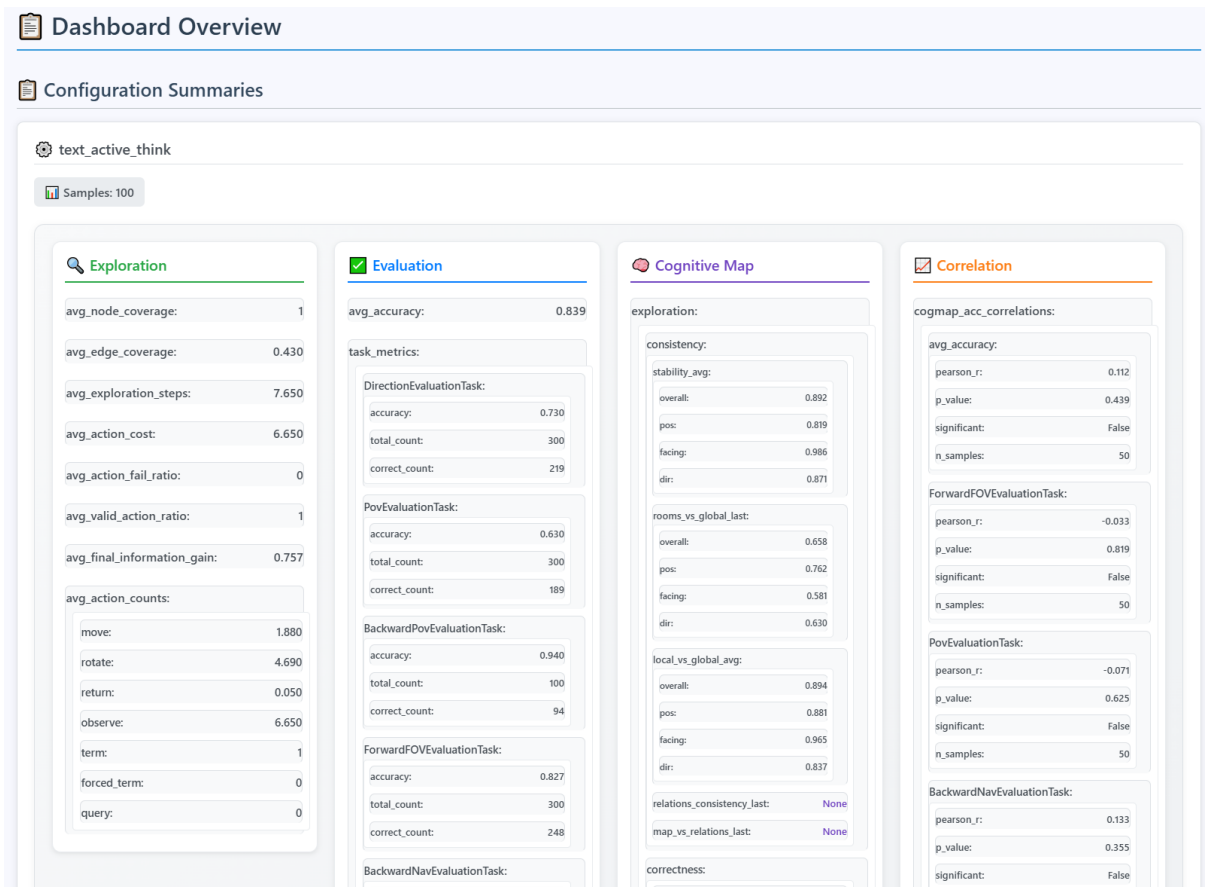 Dashboard Overview
Configuration Summaries
text_active_think
Samples: 100
Exploration
avg_node_coverage: 1
avg_edge_coverage: 0.430
avg_exploration_steps: 7.650
avg_action_cost: 6.650
avg_action_fail_ratio: 0
avg_valid_action_ratio: 1
avg_final_information_gain: 0.757
avg_action_counts:
move: 1.880
rotate: 4.690
return: 0.050
observe: 6.650
term: 1
forced_term: 0
query: 0
Evaluation
avg_accuracy: 0.839
task_metrics:
DirectionEvaluationTask:
accuracy: 0.730
total_count: 300
correct_count: 219
PovEvaluationTask:
accuracy: 0.630
total_count: 300
correct_count: 189
BackwardPovEvaluationTask:
accuracy: 0.940
total_count: 100
correct_count: 94
ForwardFOVEvaluationTask:
accuracy: 0.827
total_count: 300
correct_count: 248
BackwardNavEvaluationTask:
Cognitive Map
exploration:
consistency:
stability_avg:
overall: 0.892
pos: 0.819
facing: 0.986
dir: 0.871
rooms_vs_global_last:
overall: 0.658
pos: 0.762
facing: 0.581
dir: 0.630
local_vs_global_avg:
overall: 0.894
pos: 0.881
facing: 0.965
dir: 0.837
relations_consistency_last: None
map_vs_relations_last: None
correctness:
Correlation
cogmap_acc_correlations:
avg_accuracy:
pearson_r: 0.112
p_value: 0.439
significant: False
n_samples: 50
ForwardFOVEvaluationTask:
pearson_r: -0.033
p_value: 0.819
significant: False
n_samples: 50
PovEvaluationTask:
pearson_r: -0.071
p_value: 0.625
significant: False
n_samples: 50
BackwardNavEvaluationTask:
pearson_r: 0.133
p_value: 0.355
significant: False